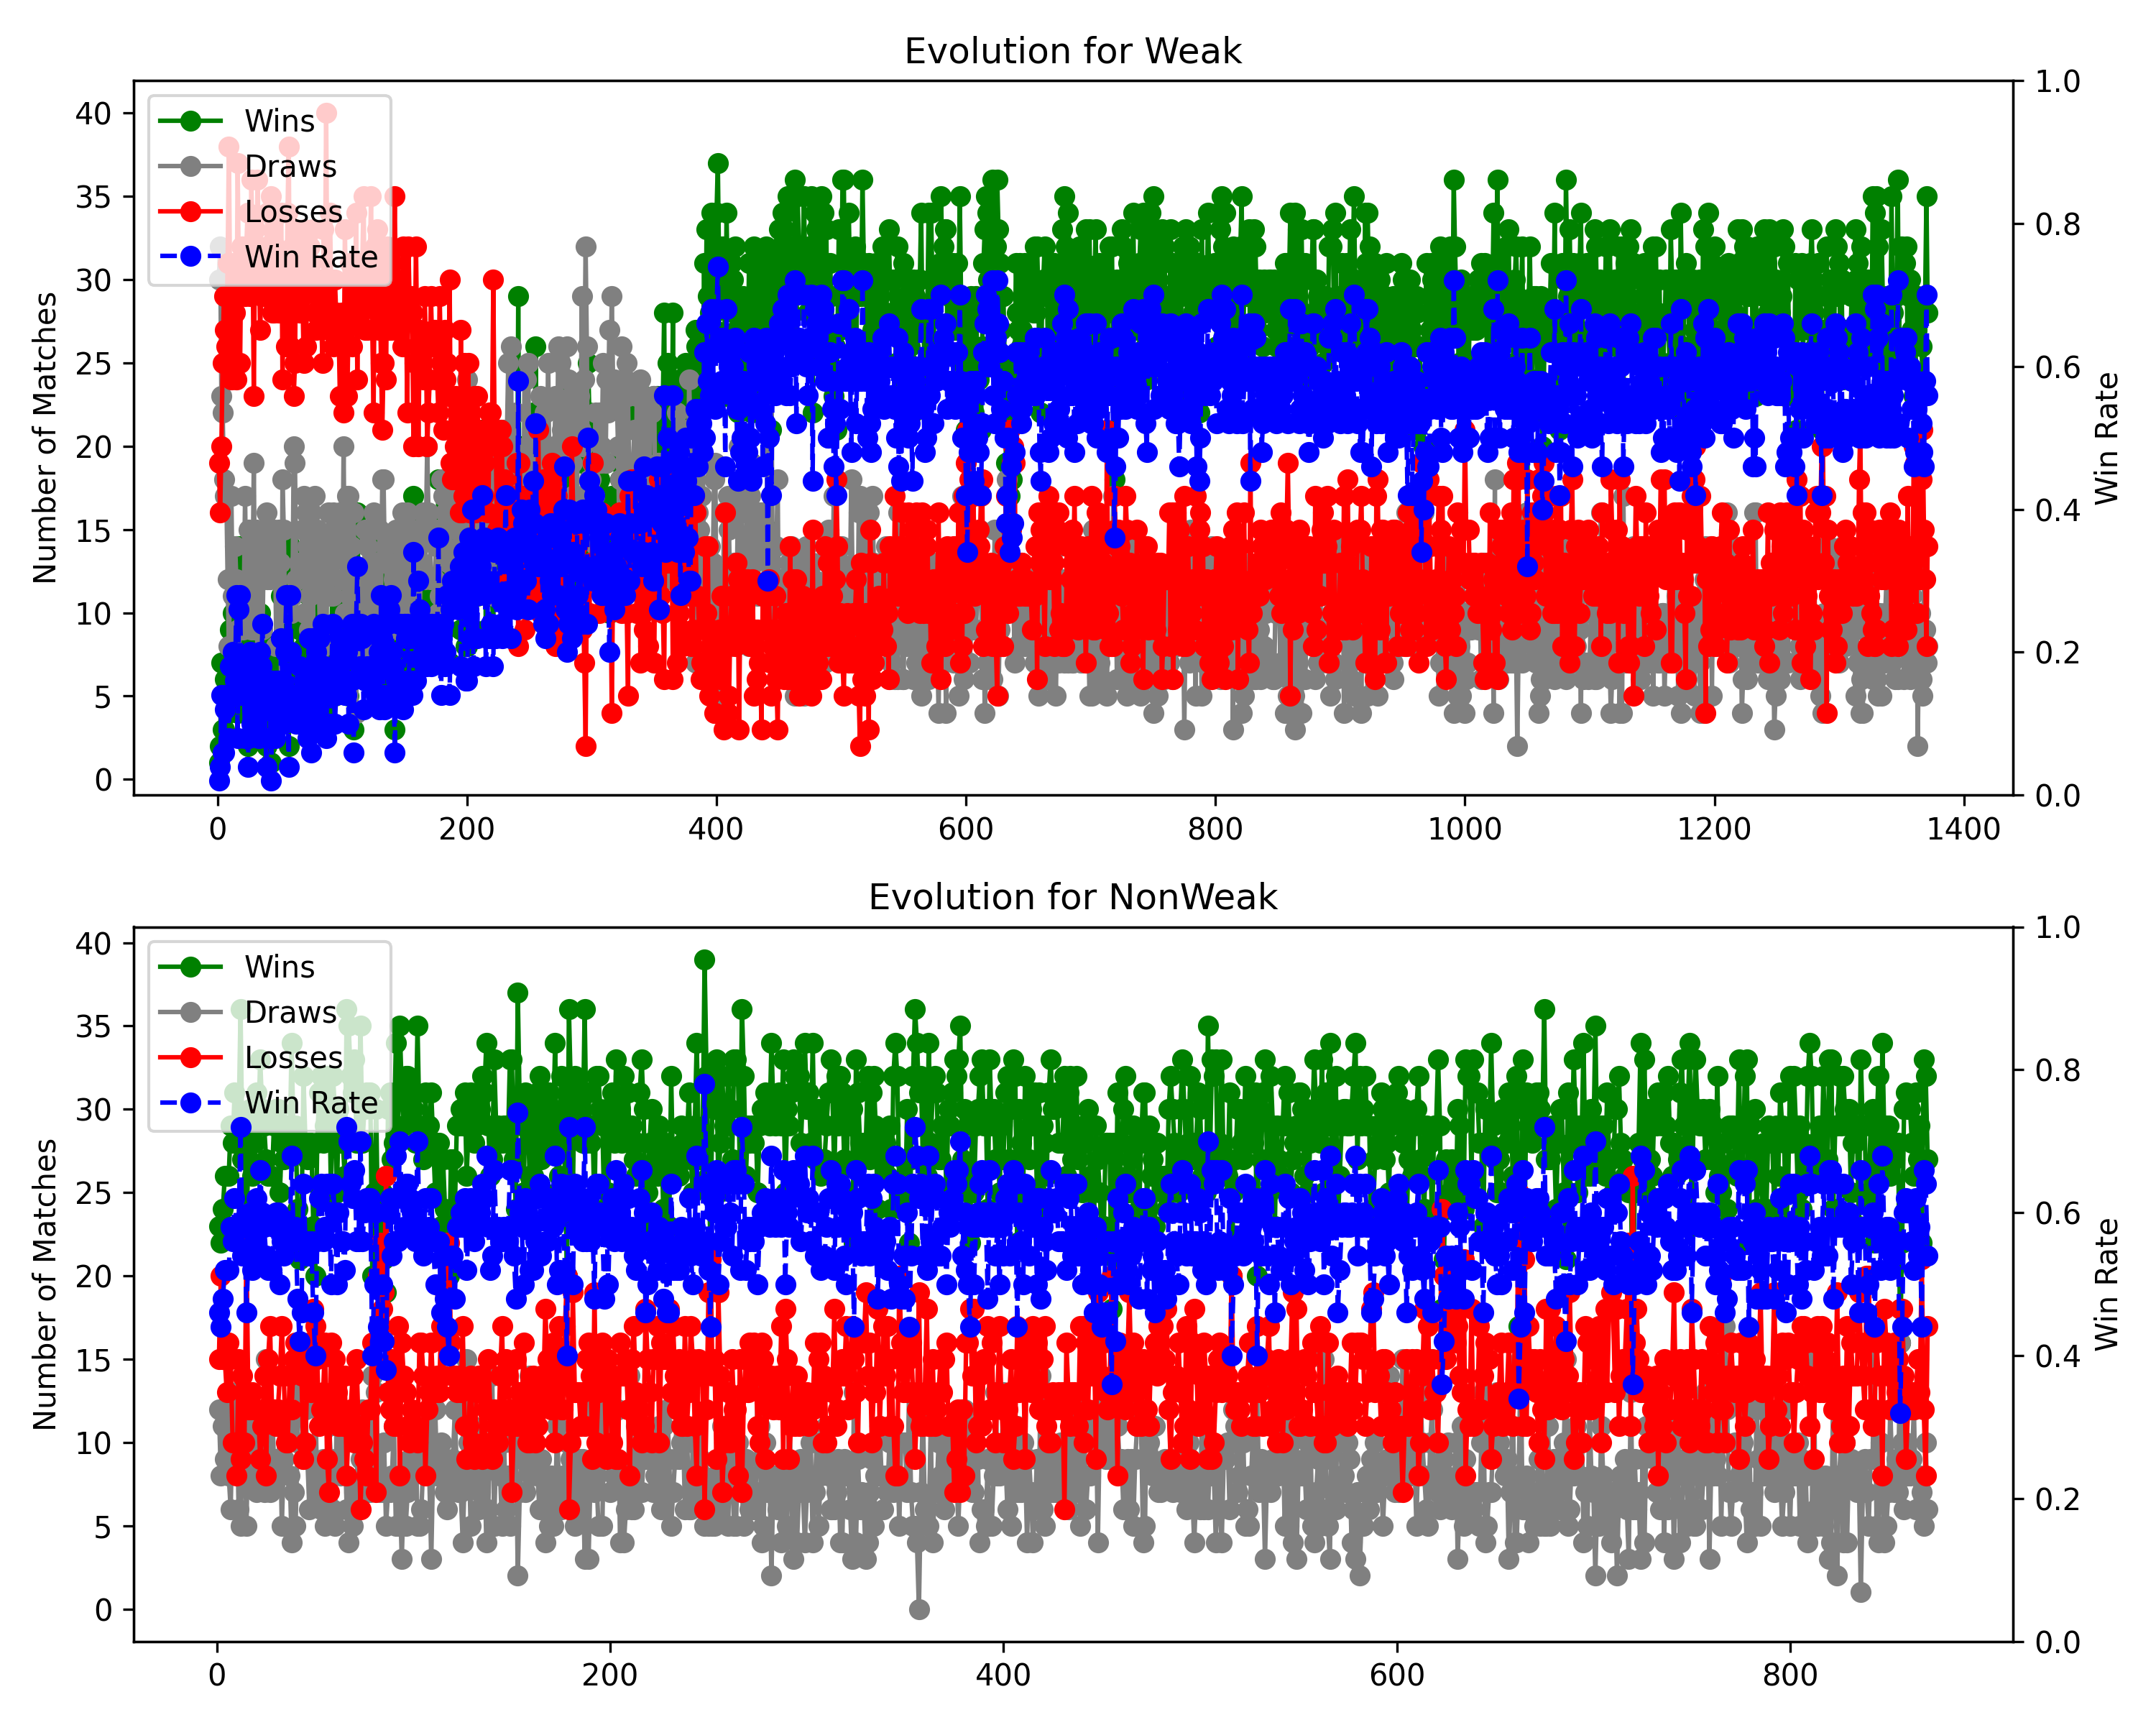 Evolution for Weak
Number of Matches
40
35
30
25
20
15
10
5
0
Wins
Draws
Losses
Win Rate
1.0
0.8
0.6
0.4
0.2
0.0
Win Rate
0 200 400 600 800 1000 1200 1400
Evolution for NonWeak
Number of Matches
40
35
30
25
20
15
10
5
0
Wins
Draws
Losses
Win Rate
1.0
0.8
0.6
0.4
0.2
0.0
Win Rate
0 200 400 600 800